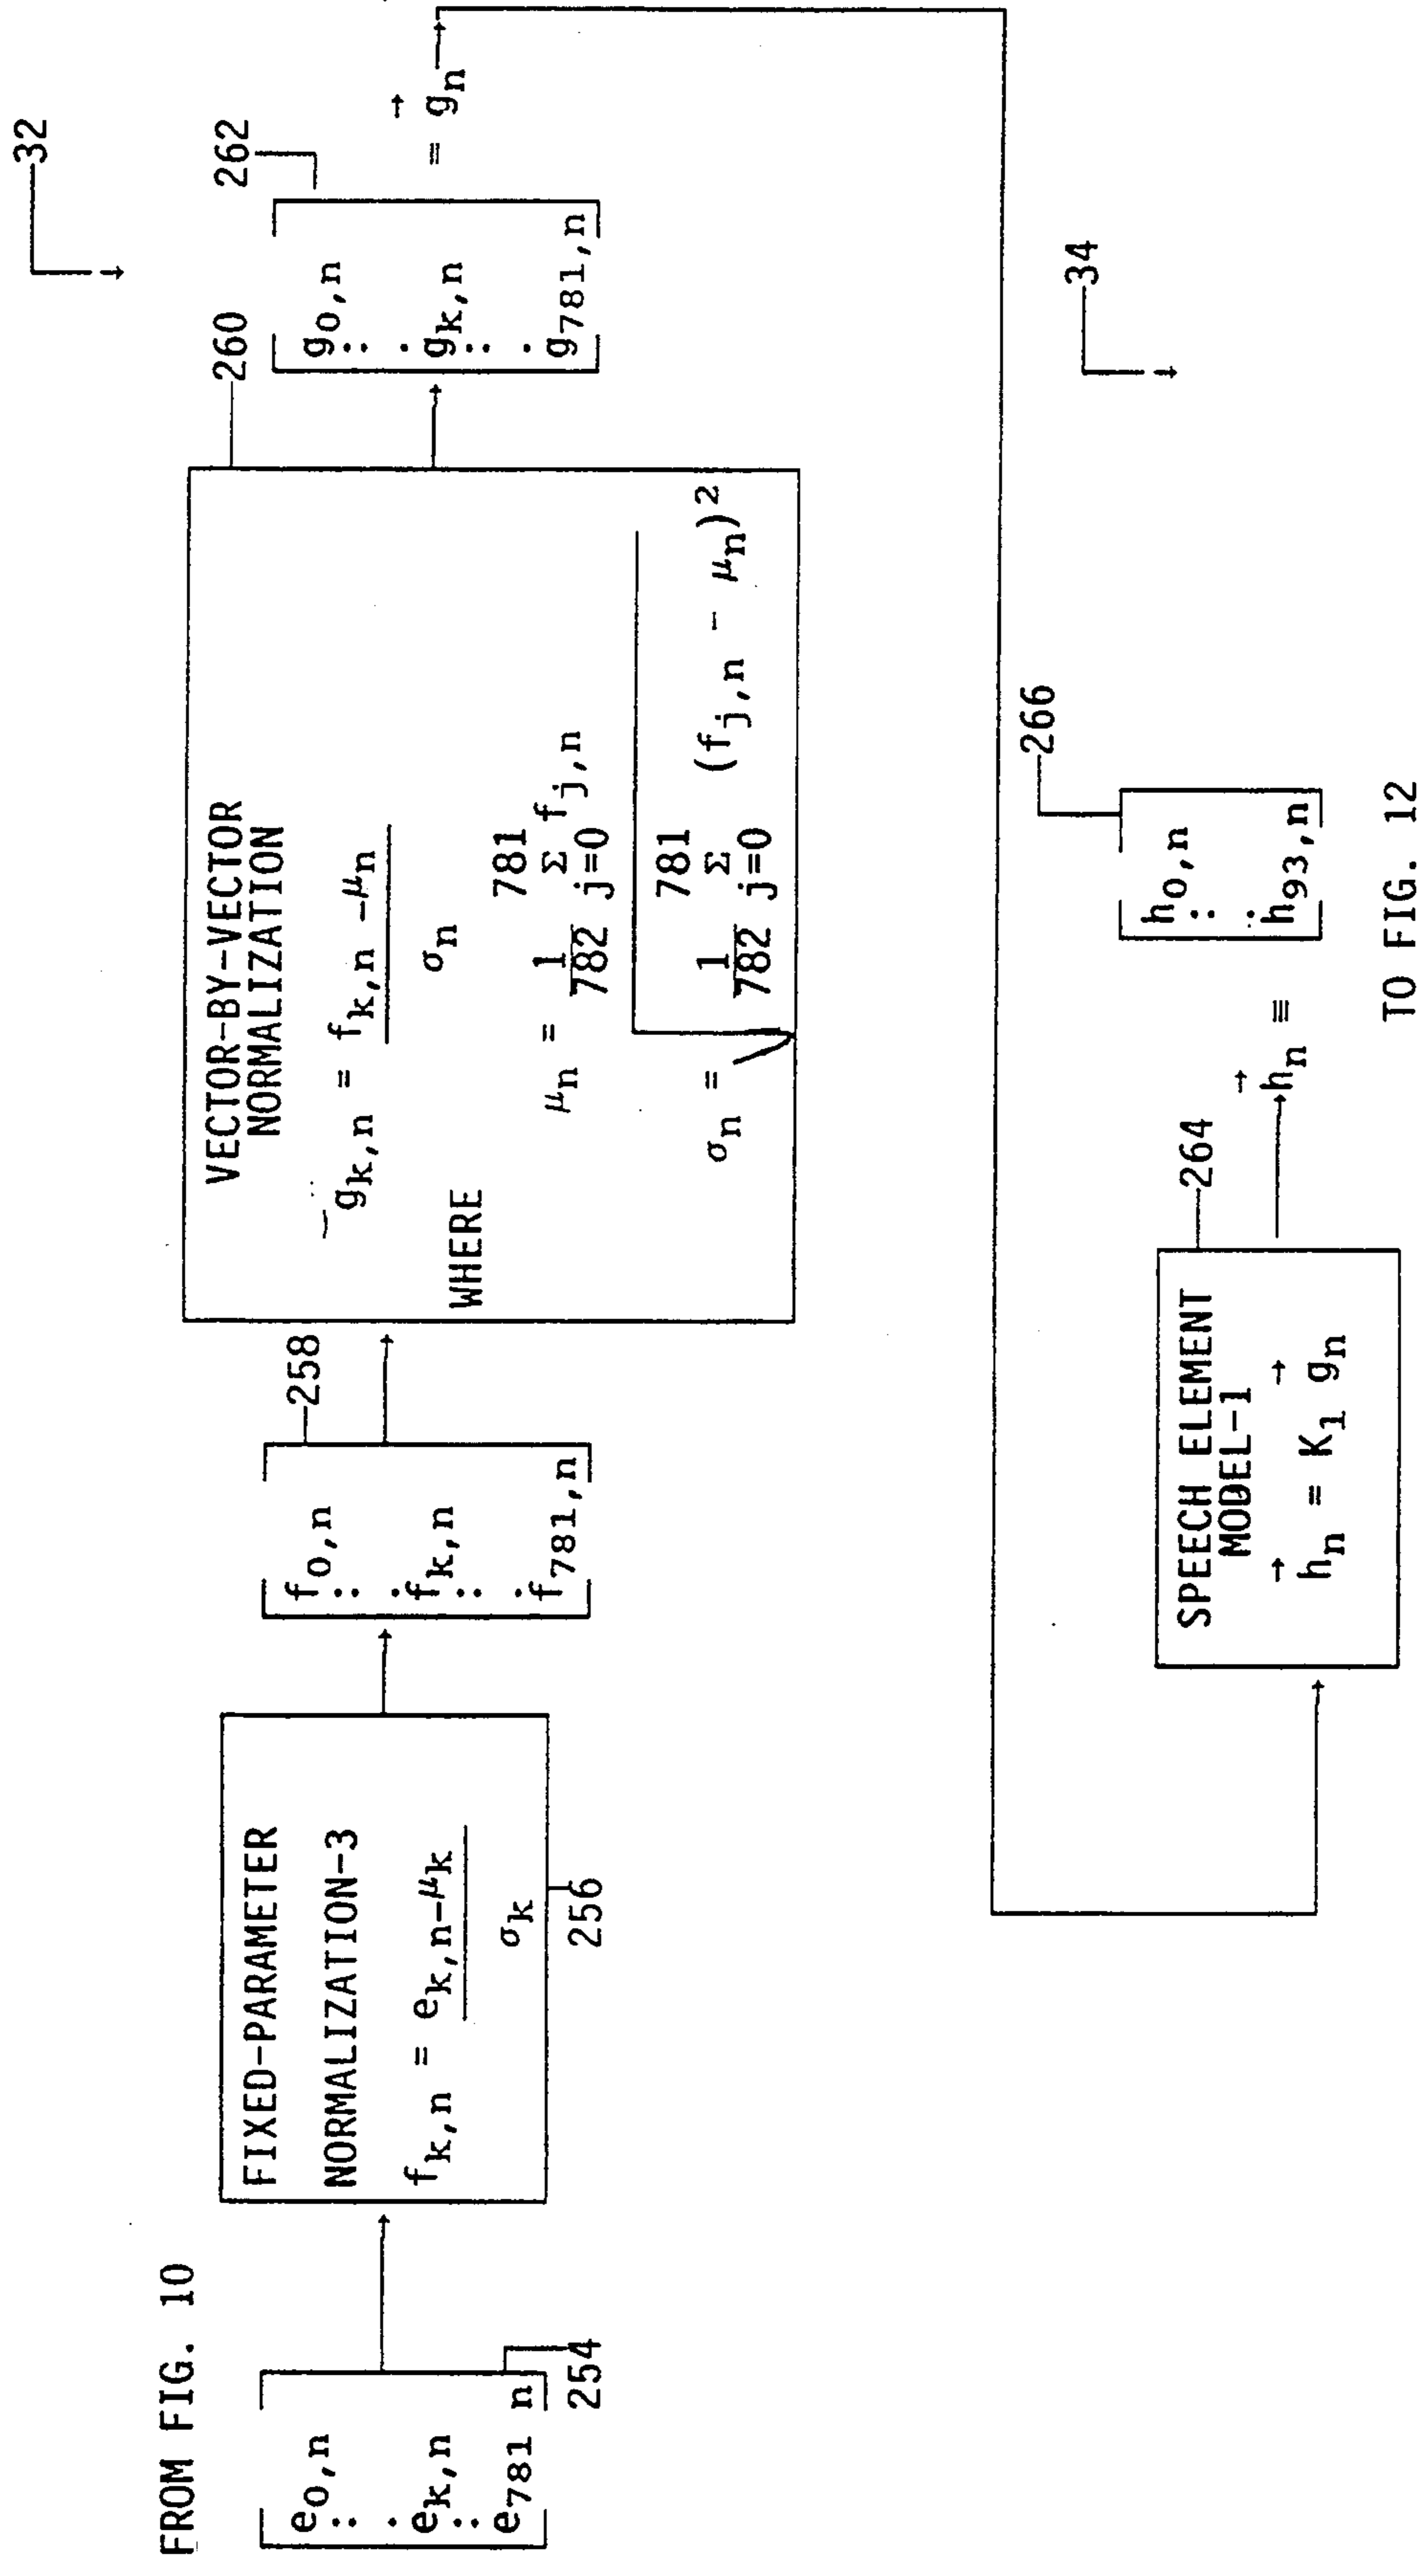 FROM FIG. 10
32
e0,n
:
.
ek,n
:
e781 n
254
FIXED-PARAMETER
NORMALIZATION-3
fk,n = ek,n-μk
σk
256
f0,n
:
.
fk,n
:
.
f781,n
258
VECTOR-BY-VECTOR
NORMALIZATION
gk,n = fk,n -μn
σn
WHERE
μn = 1/782 781 Σ j=0 fj,n
σn = √ 1/782 781 Σ j=0 (fj,n - μn)2
260
g0,n
:
.
gk,n
:
.
g781,n
262
= →gn
34
SPEECH ELEMENT
MODEL-1
→hn = K1 →gn
264
→hn ≡
h0,n
:
.
h93,n
266
TO FIG. 12